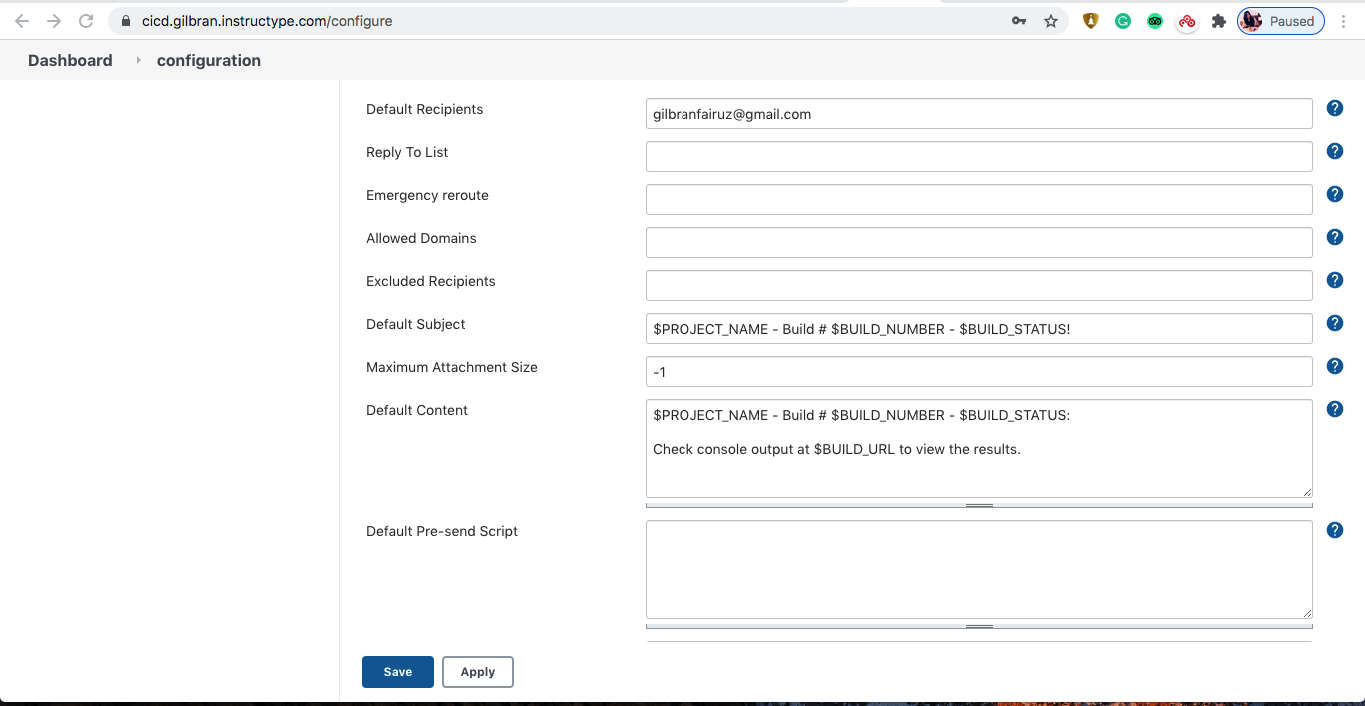 cicd.gilbran.instructype.com/configure
Paused
Dashboard
configuration
Default Recipients
gilbranfairuz@gmail.com
?
Reply To List
?
Emergency reroute
?
Allowed Domains
?
Excluded Recipients
?
Default Subject
$PROJECT_NAME - Build # $BUILD_NUMBER - $BUILD_STATUS!
?
Maximum Attachment Size
-1
?
Default Content
$PROJECT_NAME - Build # $BUILD_NUMBER - $BUILD_STATUS:
Check console output at $BUILD_URL to view the results.
?
Default Pre-send Script
?
Save
Apply